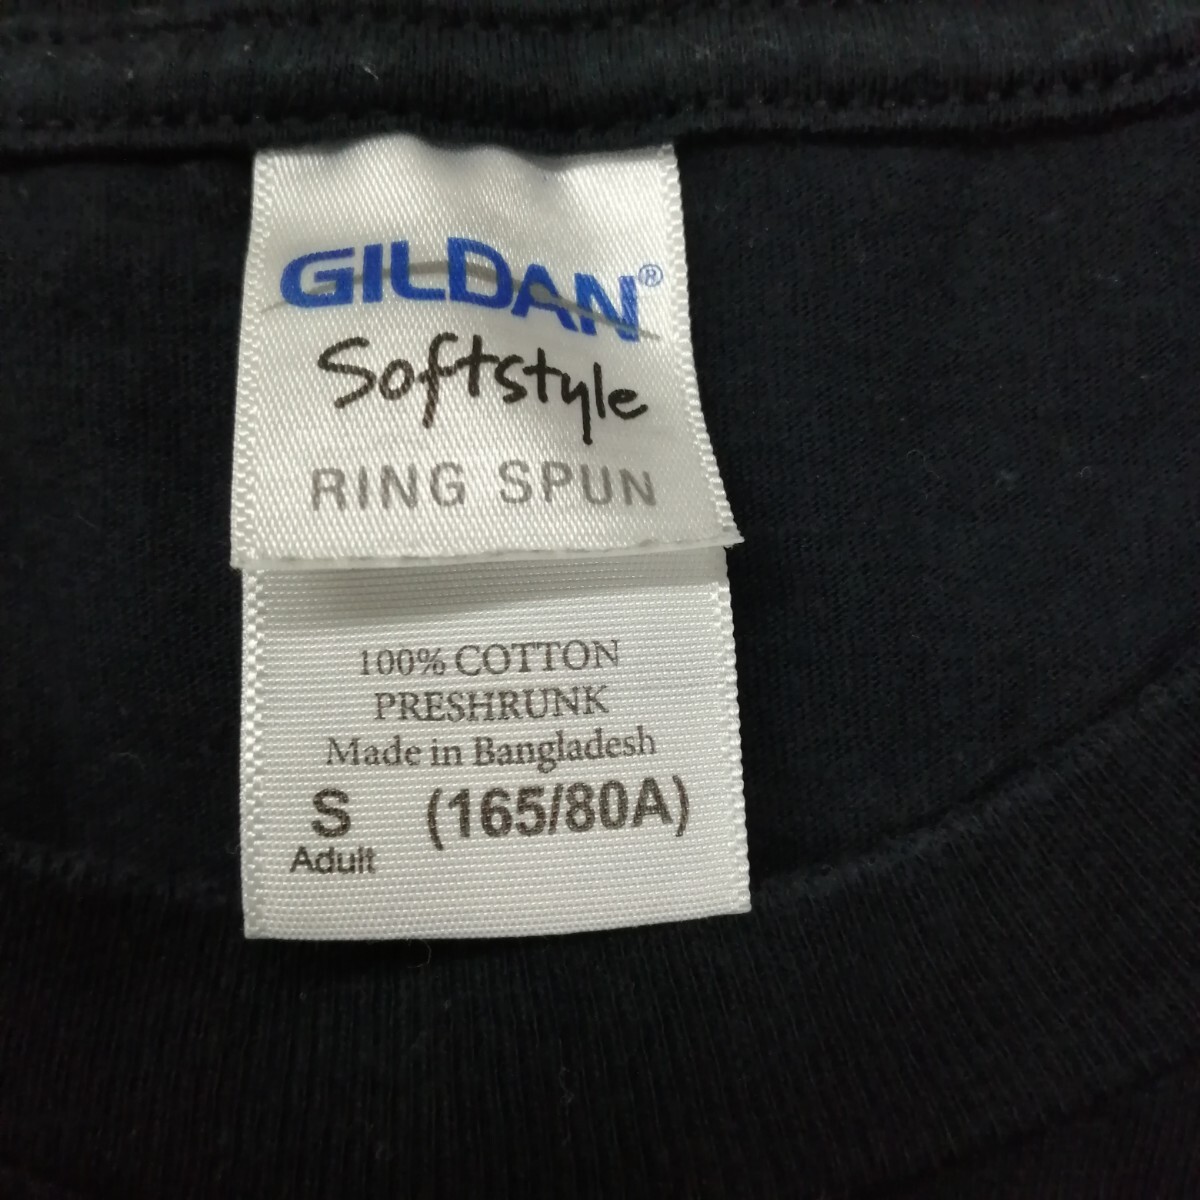 GILDAN®
Softstyle
RING SPUN
100% COTTON
PRESHRUNK
Made in Bangladesh
S (165/80A)
Adult